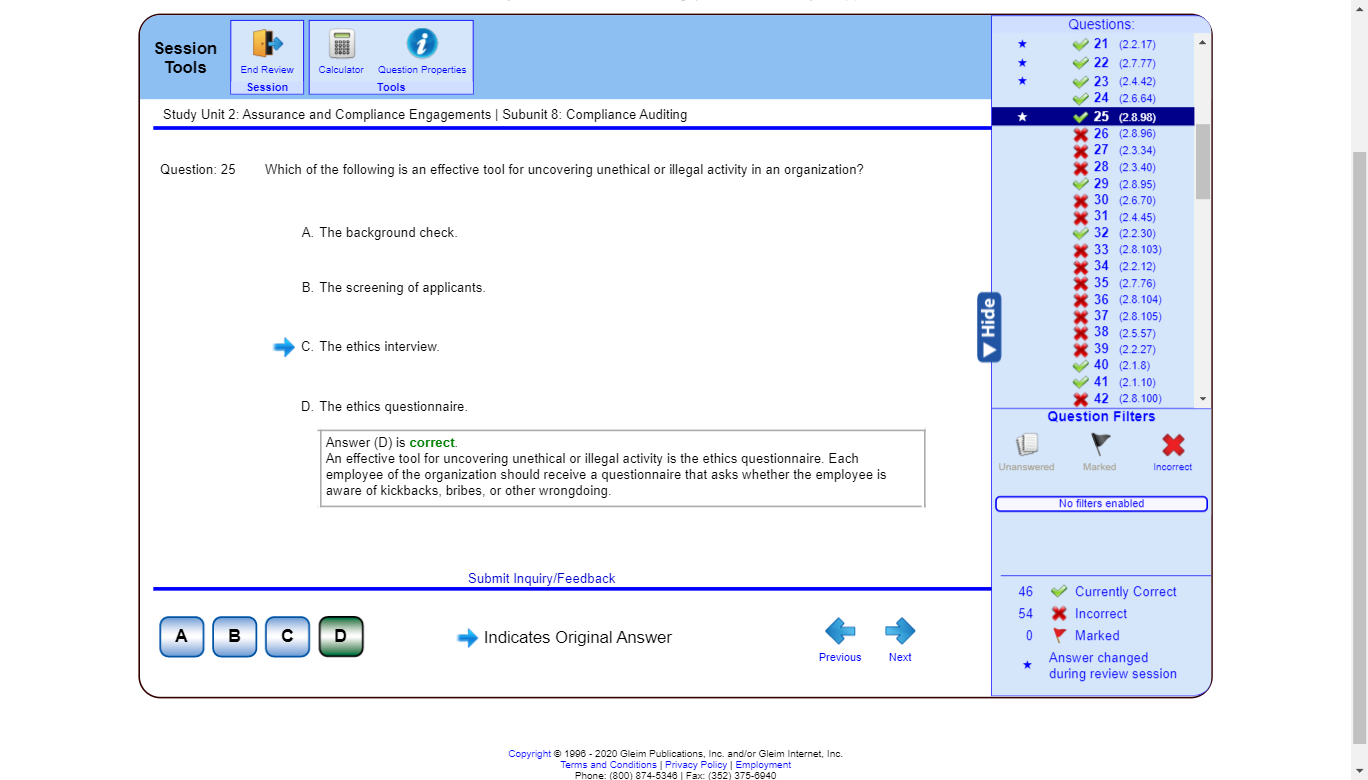 Session
Tools
End Review
Session
Calculator
Question Properties
Tools
Study Unit 2: Assurance and Compliance Engagements | Subunit 8: Compliance Auditing
Question: 25
Which of the following is an effective tool for uncovering unethical or illegal activity in an organization?
A. The background check.
B. The screening of applicants.
C. The ethics interview.
D. The ethics questionnaire.
Answer (D) is correct.
An effective tool for uncovering unethical or illegal activity is the ethics questionnaire. Each
employee of the organization should receive a questionnaire that asks whether the employee is
aware of kickbacks, bribes, or other wrongdoing.
Submit Inquiry/Feedback
A
B
C
D
Indicates Original Answer
Previous
Next
Questions:
21 (2.2.17)
22 (2.7.77)
23 (2.4.42)
24 (2.6.64)
25 (2.8.98)
26 (2.8.96)
27 (2.3.34)
28 (2.3.40)
29 (2.8.95)
30 (2.6.70)
31 (2.4.45)
32 (2.2.30)
33 (2.8.103)
34 (2.2.12)
35 (2.7.76)
36 (2.8.104)
37 (2.8.105)
38 (2.5.57)
39 (2.2.27)
40 (2.1.8)
41 (2.1.10)
42 (2.8.100)
Hide
Question Filters
Unanswered
Marked
Incorrect
No filters enabled
46 Currently Correct
54 Incorrect
0 Marked
Answer changed
during review session
Copyright © 1996 - 2020 Gleim Publications, Inc. and/or Gleim Internet, Inc.
Terms and Conditions | Privacy Policy | Employment
Phone: (800) 874-5346 | Fax: (352) 375-6940